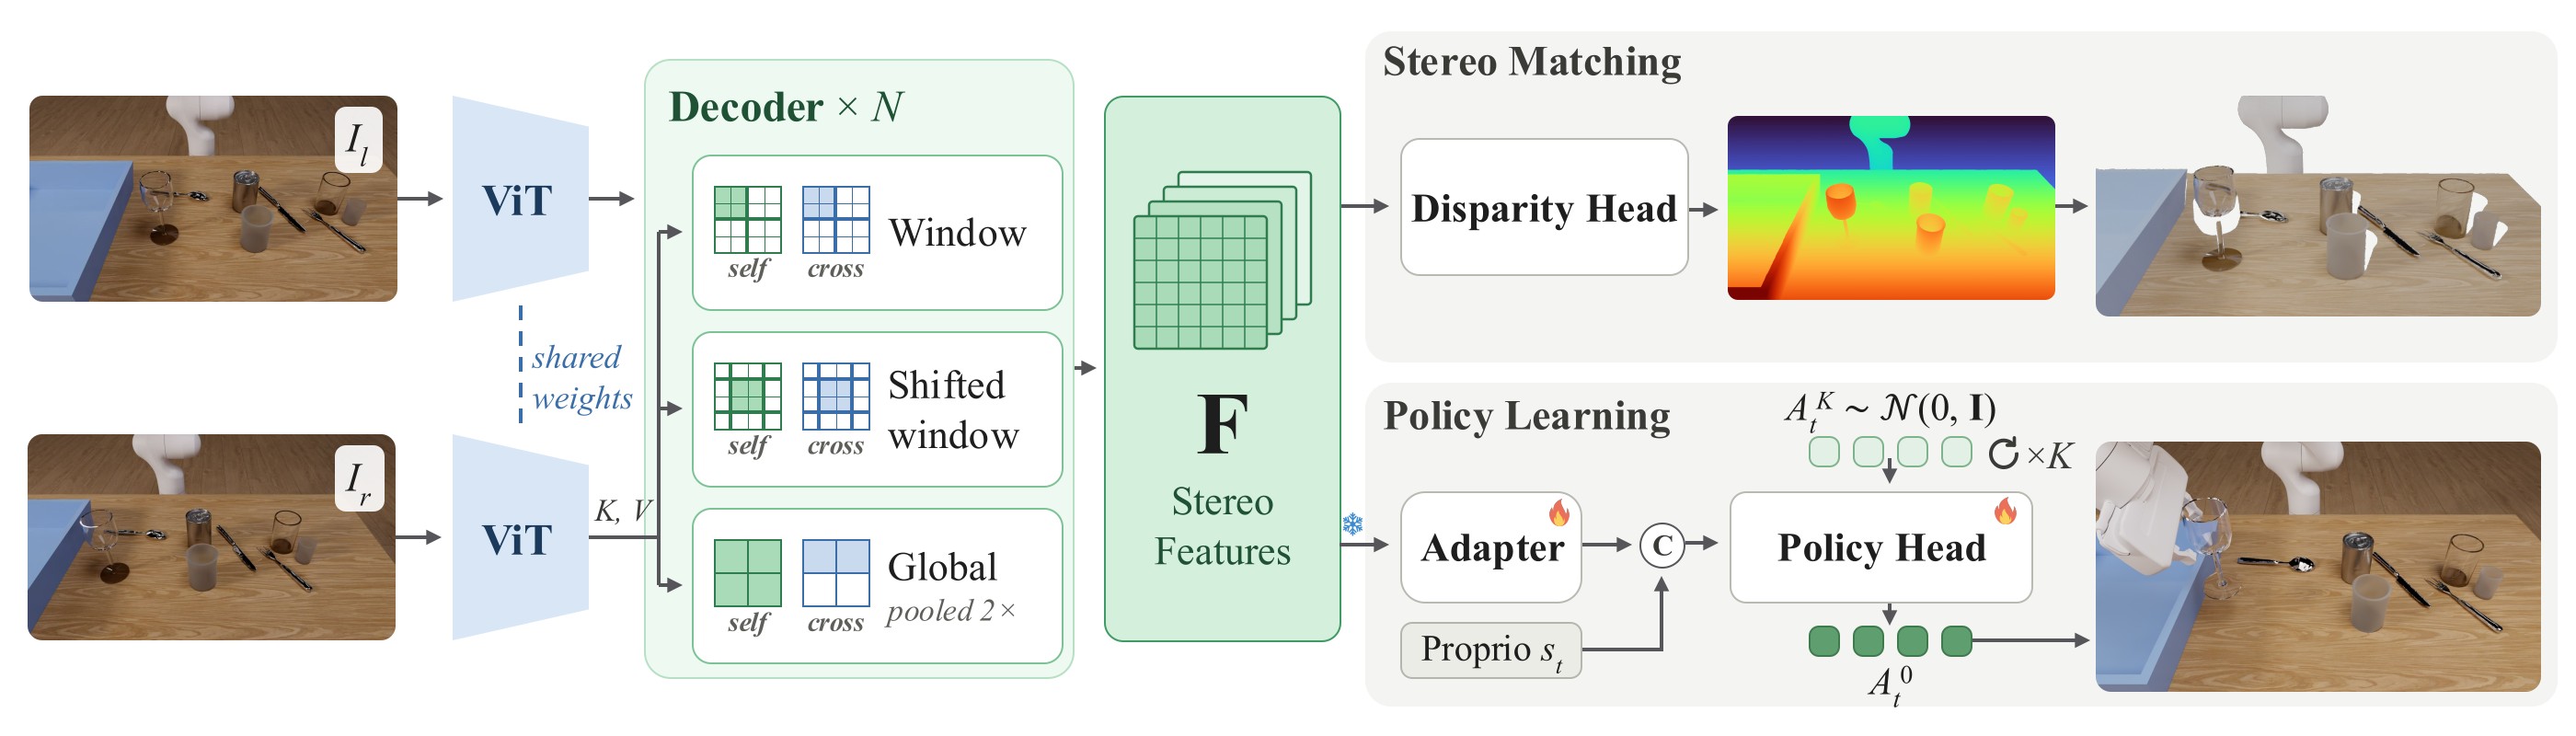 I_l
ViT
shared
weights
I_r
ViT
K, V
Decoder × N
self
cross
Window
self
cross
Shifted
window
self
cross
Global
pooled 2×
F
Stereo
Features
Stereo Matching
Disparity Head
Policy Learning
A_t^K ~ 𝒩(0, I)
×K
Adapter
C
Policy Head
Proprio s_t
A_t^0